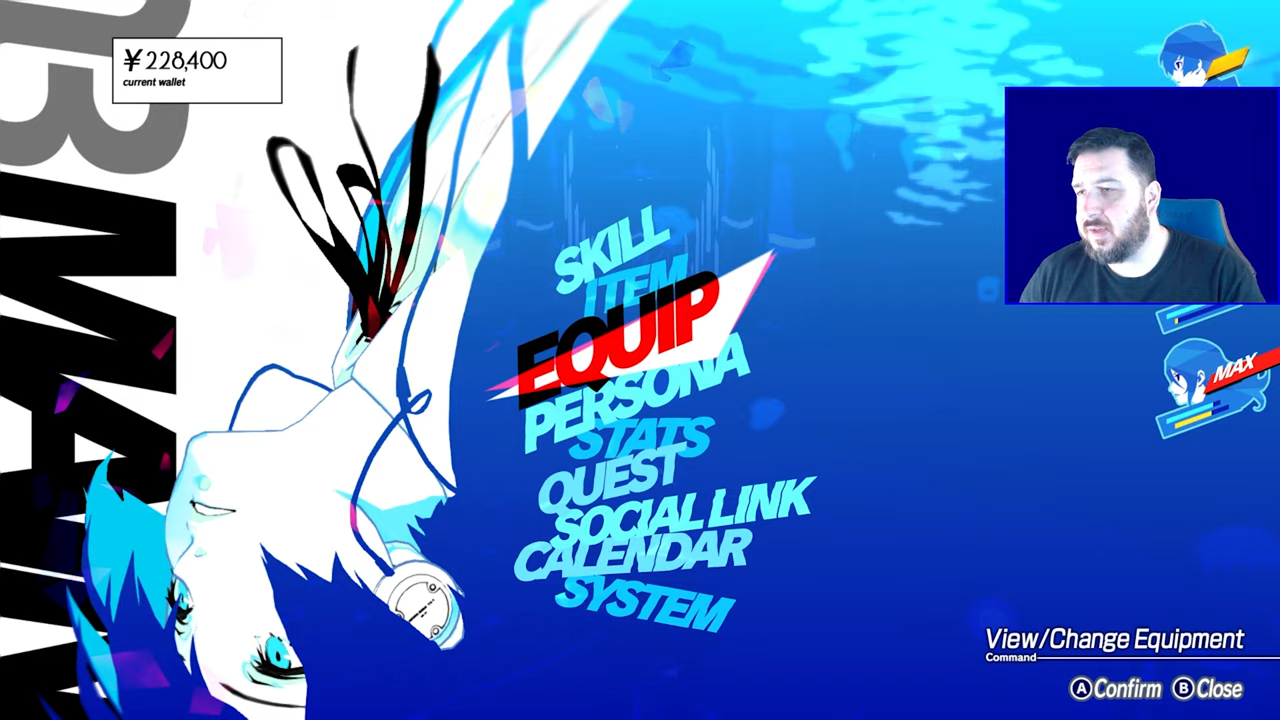 ¥228,400
current wallet
MAIN
SKILL
ITEM
EQUIP
PERSONA
STATS
QUEST
SOCIAL LINK
CALENDAR
SYSTEM
MAX
View/Change Equipment
Command
A Confirm B Close